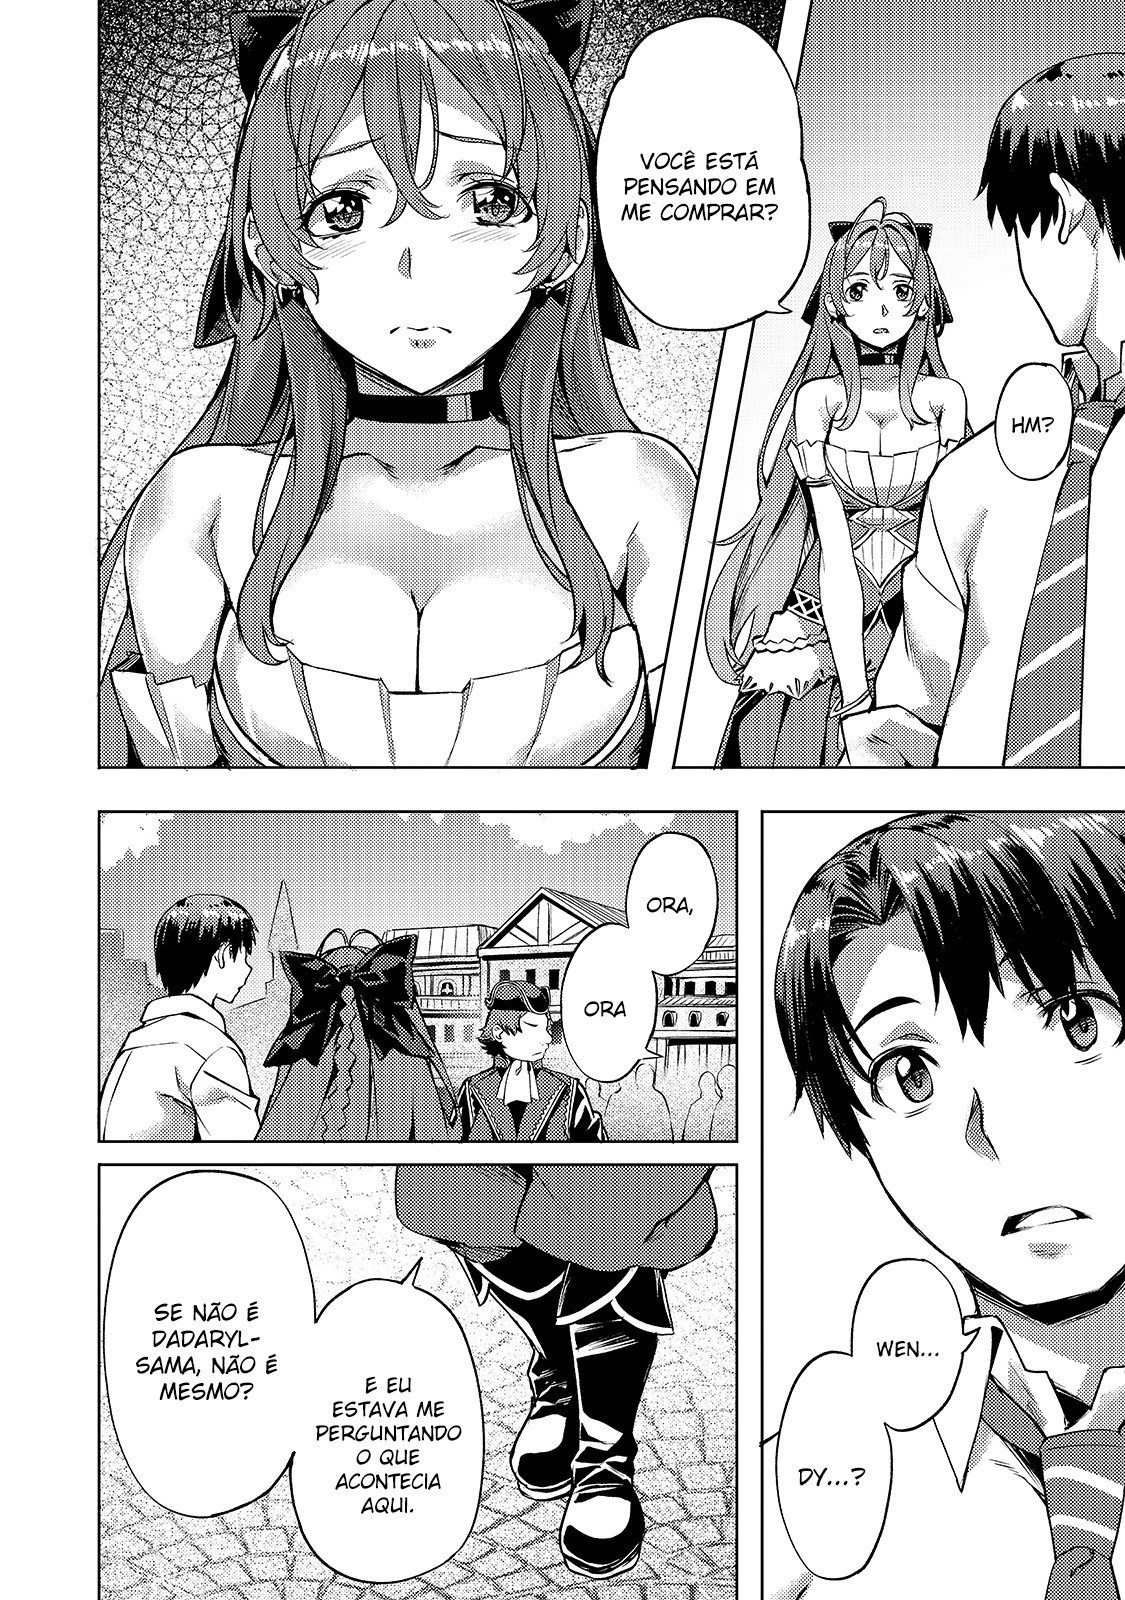 HM?
VOCÊ ESTÁ
PENSANDO EM
ME COMPRAR?
WEN...
DY...?
ORA,
ORA
E EU
ESTAVA ME
PERGUNTANDO
O QUE
ACONTECIA
AQUI.
SE NÃO É
DADARYL-
SAMA, NÃO É
MESMO?